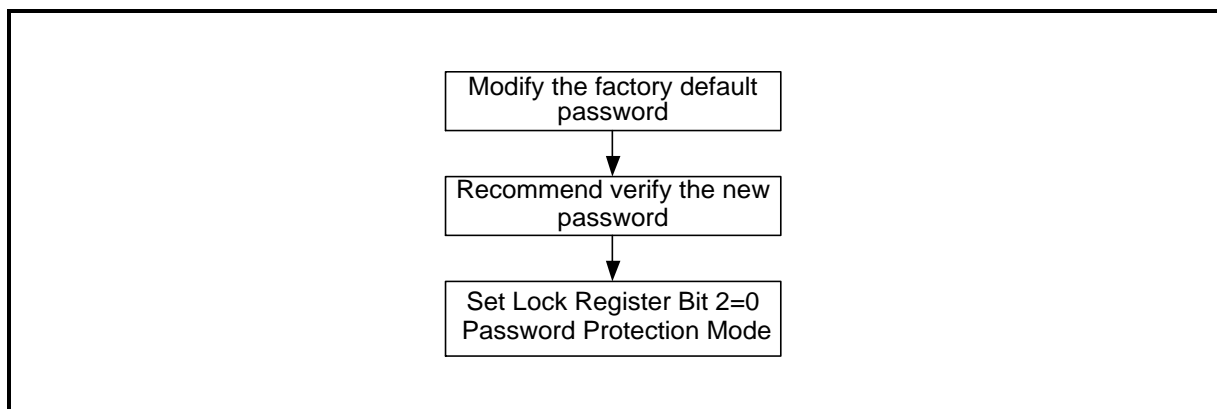 Modify the factory default
password
Recommend verify the new
password
Set Lock Register Bit 2=0
Password Protection Mode